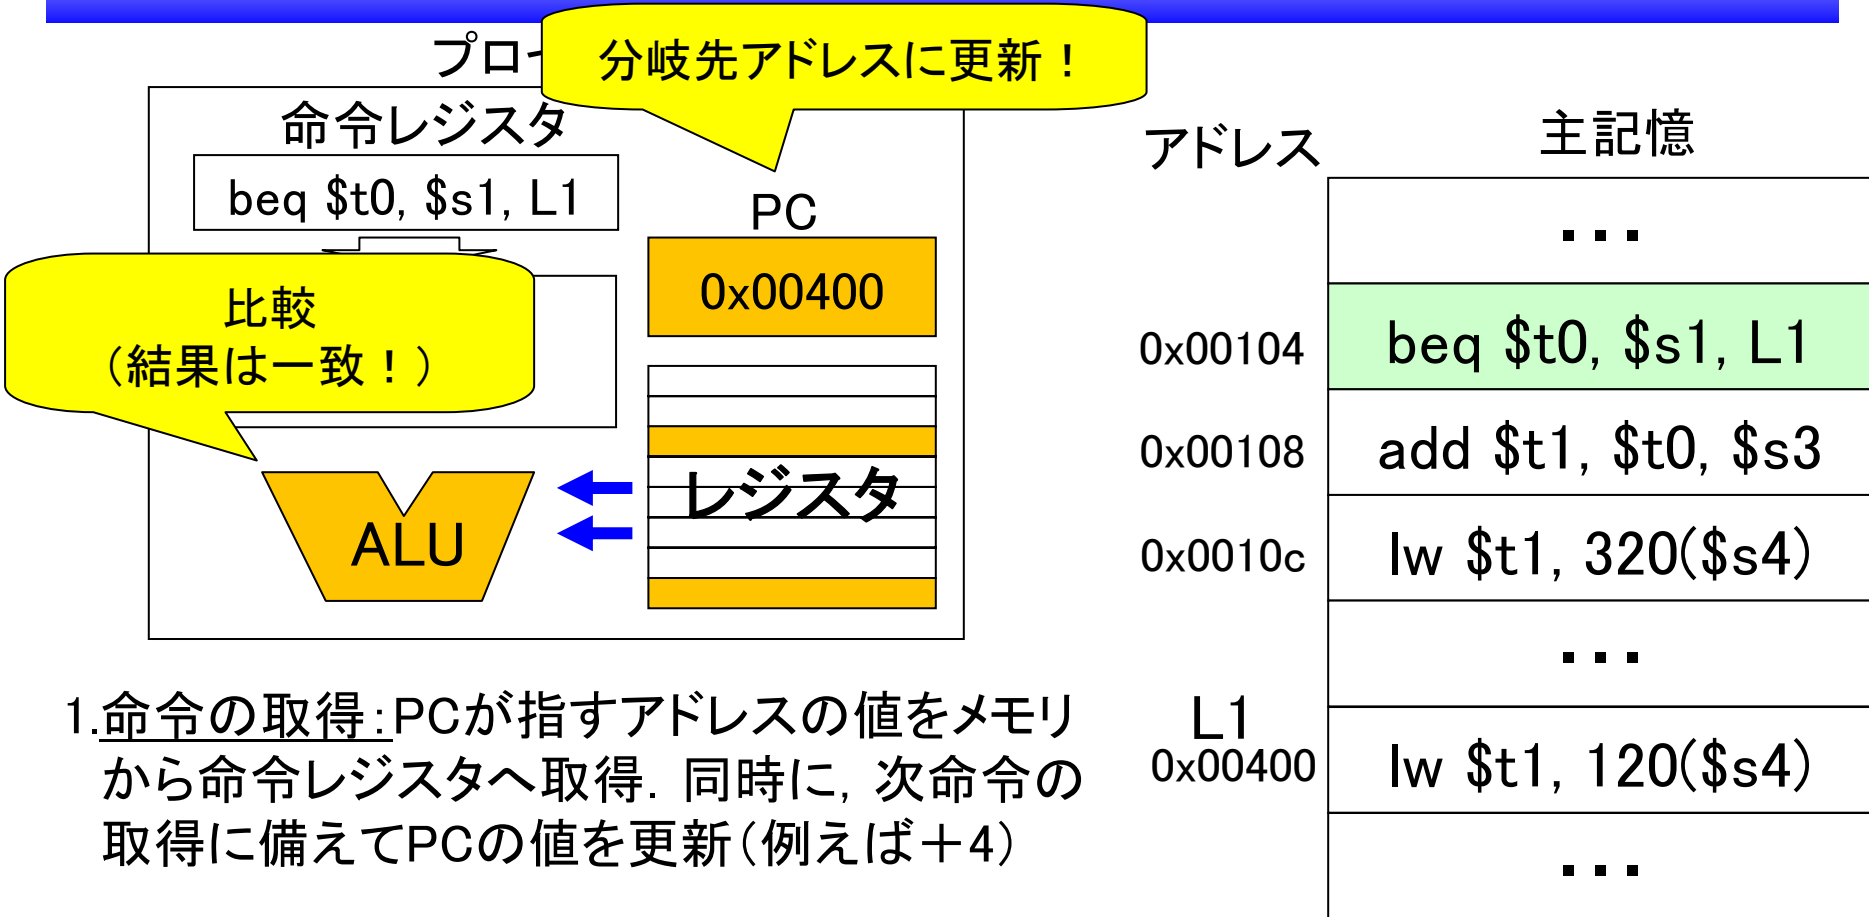 分岐先アドレスに更新！
命令レジスタ
beq $t0, $s1, L1
PC
0x00400
比較
（結果は一致！）
レジスタ
ALU
アドレス
主記憶
・・・
0x00104
beq $t0, $s1, L1
0x00108
add $t1, $t0, $s3
0x0010c
lw $t1, 320($s4)
・・・
L1
0x00400
lw $t1, 120($s4)
・・・
1.命令の取得：PCが指すアドレスの値をメモリ
から命令レジスタへ取得．同時に，次命令の
取得に備えてPCの値を更新（例えば＋4）